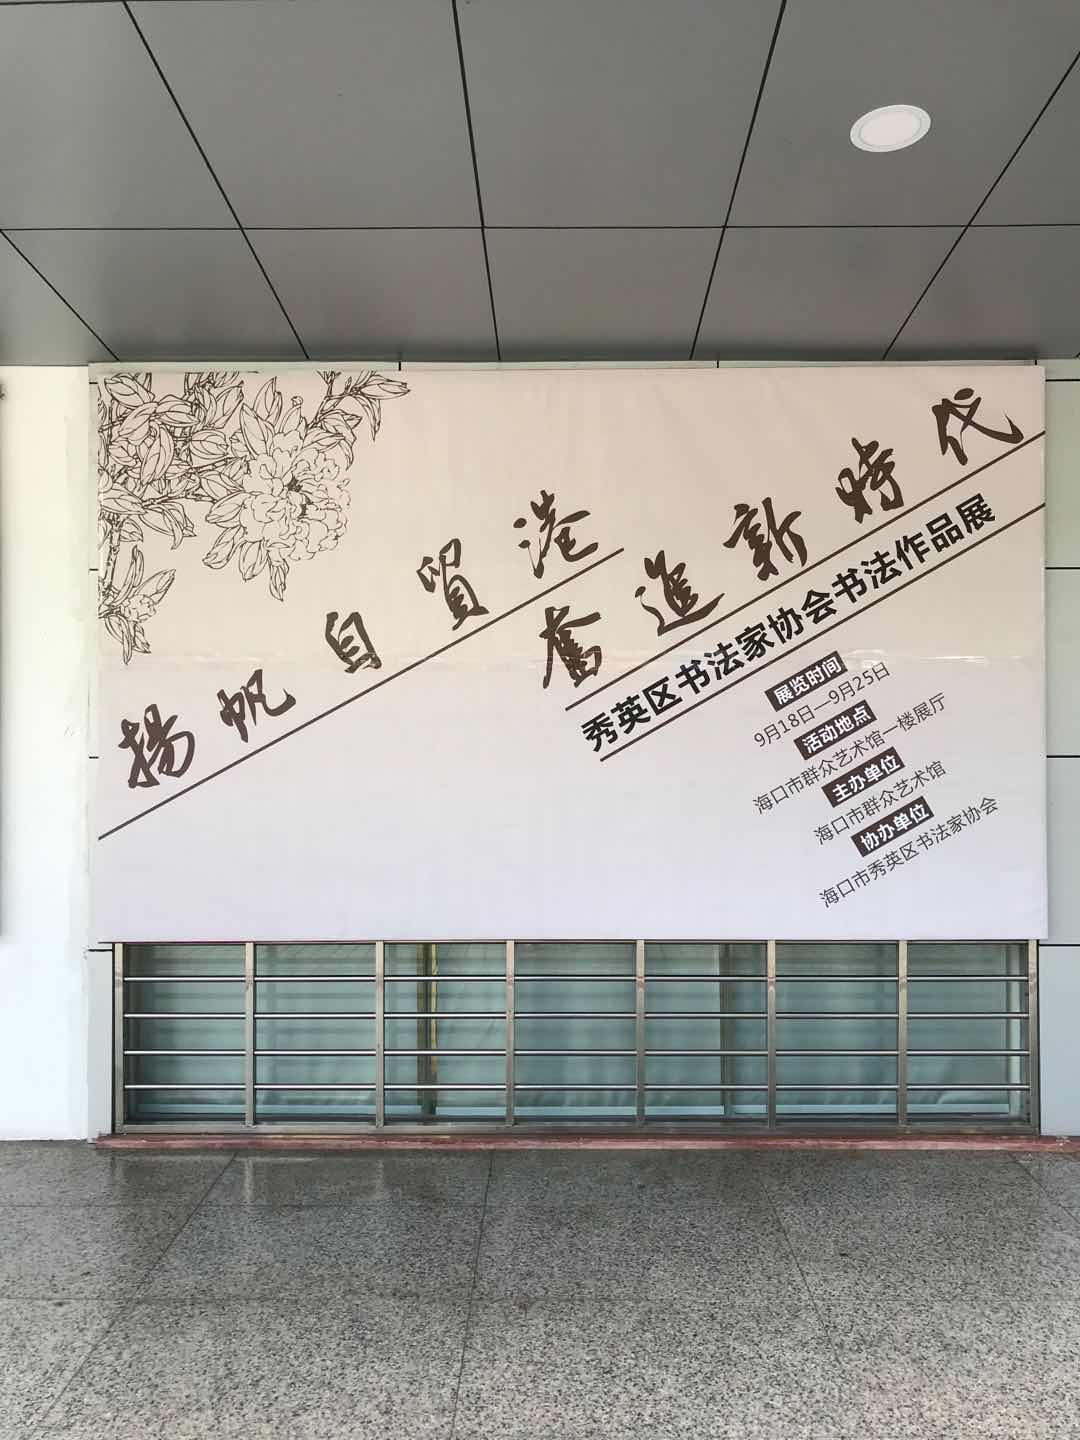 揚帆自貿港
奮進新時代
秀英区书法家协会书法作品展
展览时间
9月18日—9月25日
活动地点
海口市群众艺术馆一楼展厅
主办单位
海口市群众艺术馆
协办单位
海口市秀英区书法家协会